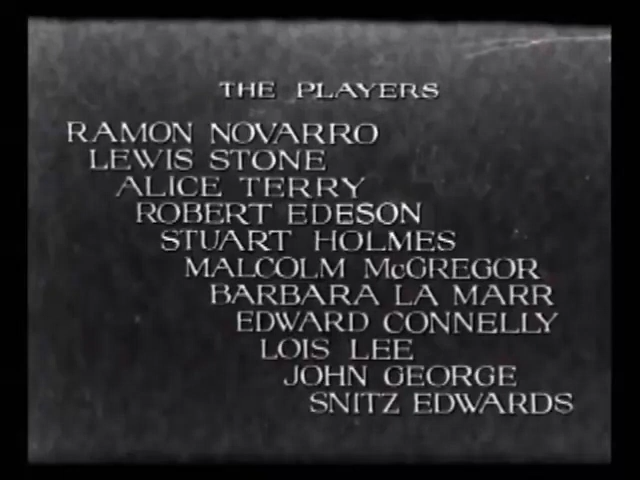 THE PLAYERS
RAMON NOVARRO
LEWIS STONE
ALICE TERRY
ROBERT EDESON
STUART HOLMES
MALCOLM McGREGOR
BARBARA LA MARR
EDWARD CONNELLY
LOIS LEE
JOHN GEORGE
SNITZ EDWARDS